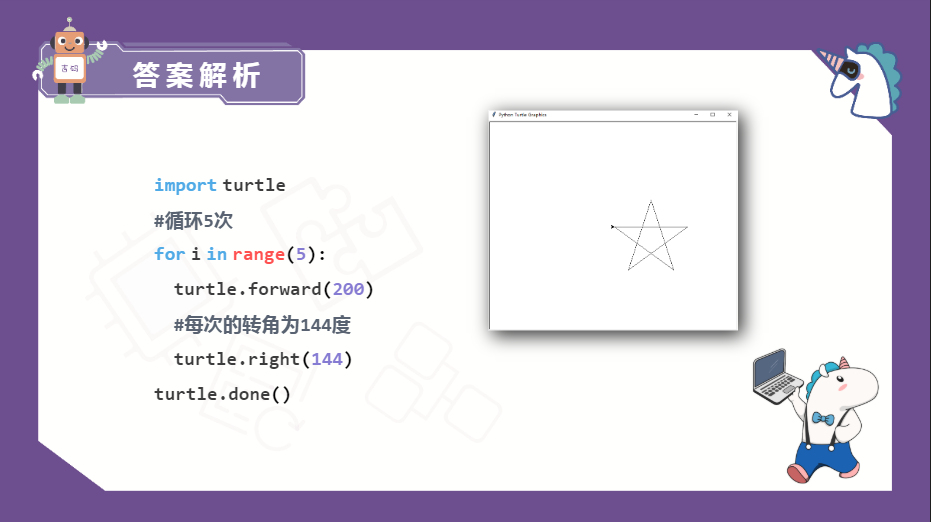 答案解析
Python Turtle Graphics
import turtle
#循环5次
for i in range(5):
turtle.forward(200)
#每次的转角为144度
turtle.right(144)
turtle.done()